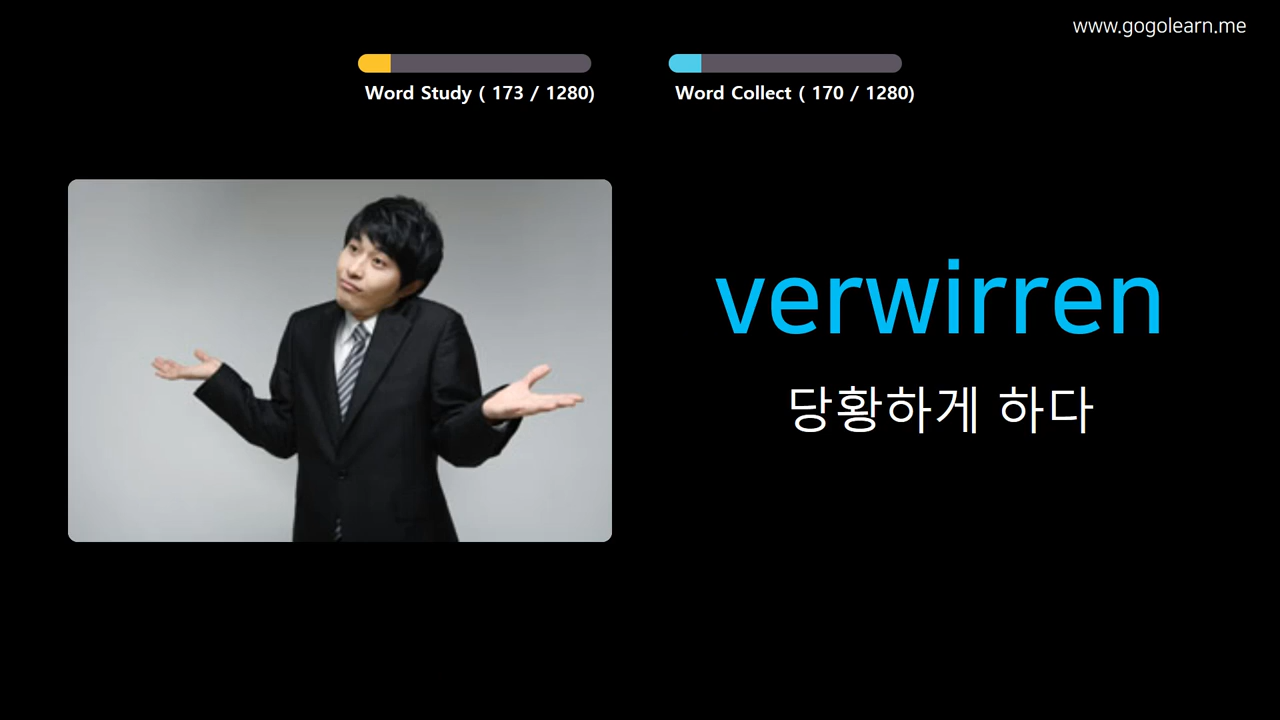 www.gogolearn.me
Word Study ( 173 / 1280)
Word Collect ( 170 / 1280)
verwirren
당황하게 하다